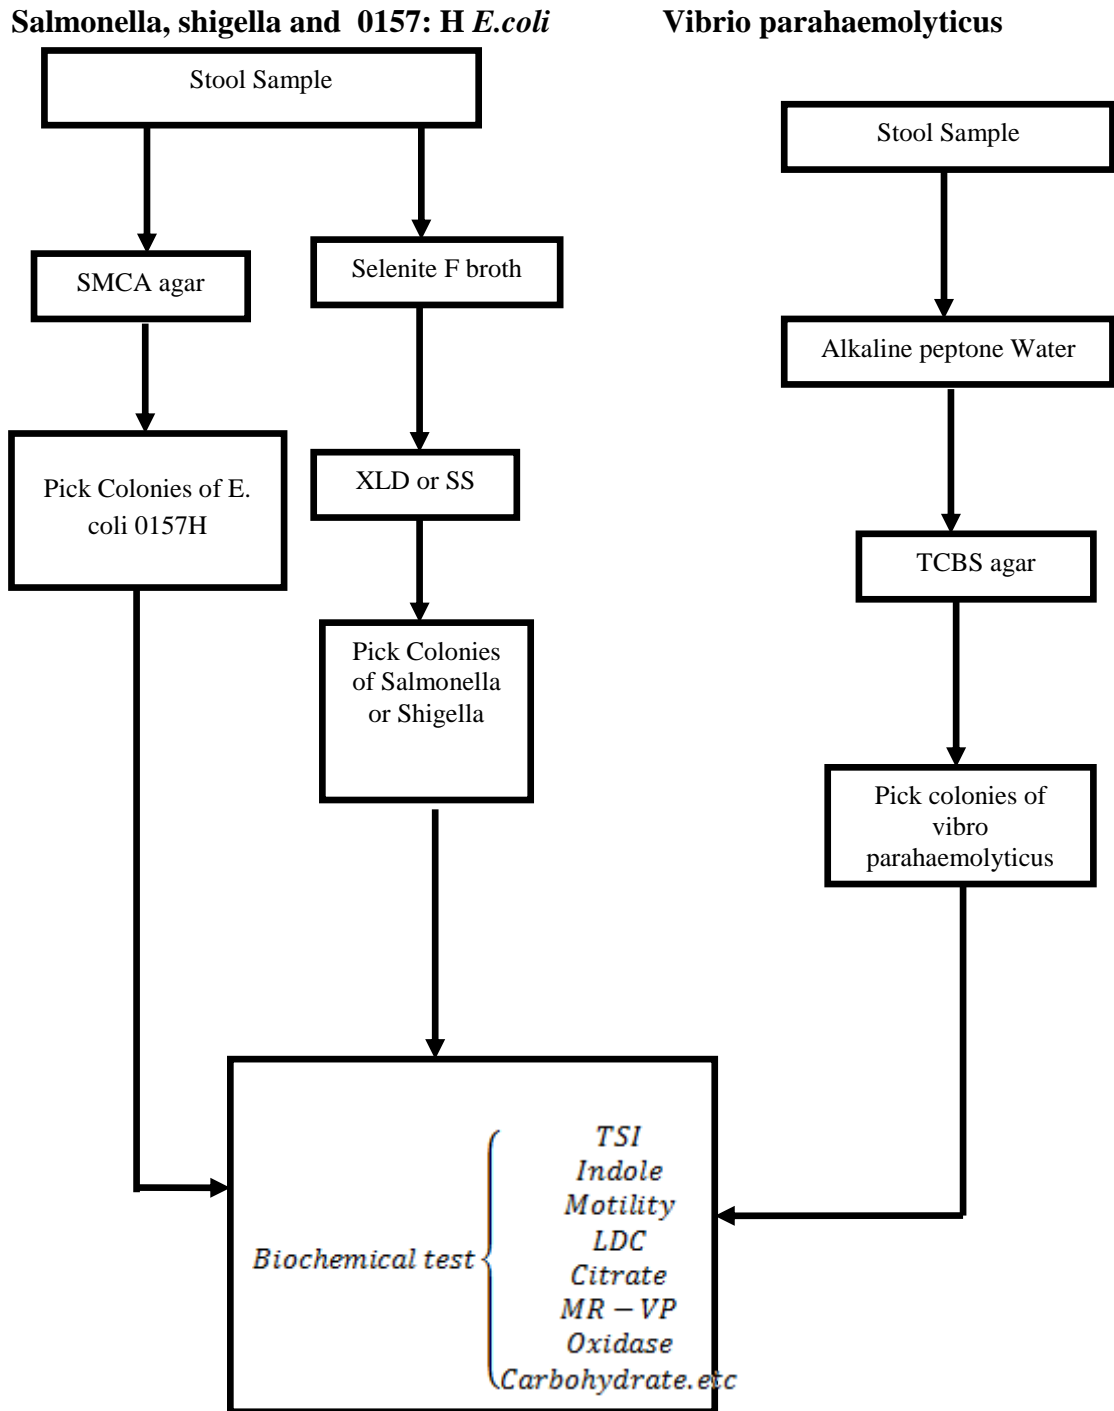 Salmonella, shigella and 0157: H E.coli
Vibrio parahaemolyticus
Stool Sample
Stool Sample
SMCA agar
Selenite F broth
Alkaline peptone Water
Pick Colonies of E.
coli 0157H
XLD or SS
TCBS agar
Pick Colonies
of Salmonella
or Shigella
Pick colonies of
vibro
parahaemolyticus
Biochemical test
TSI
Indole
Motility
LDC
Citrate
MR − VP
Oxidase
Carbohydrate.etc